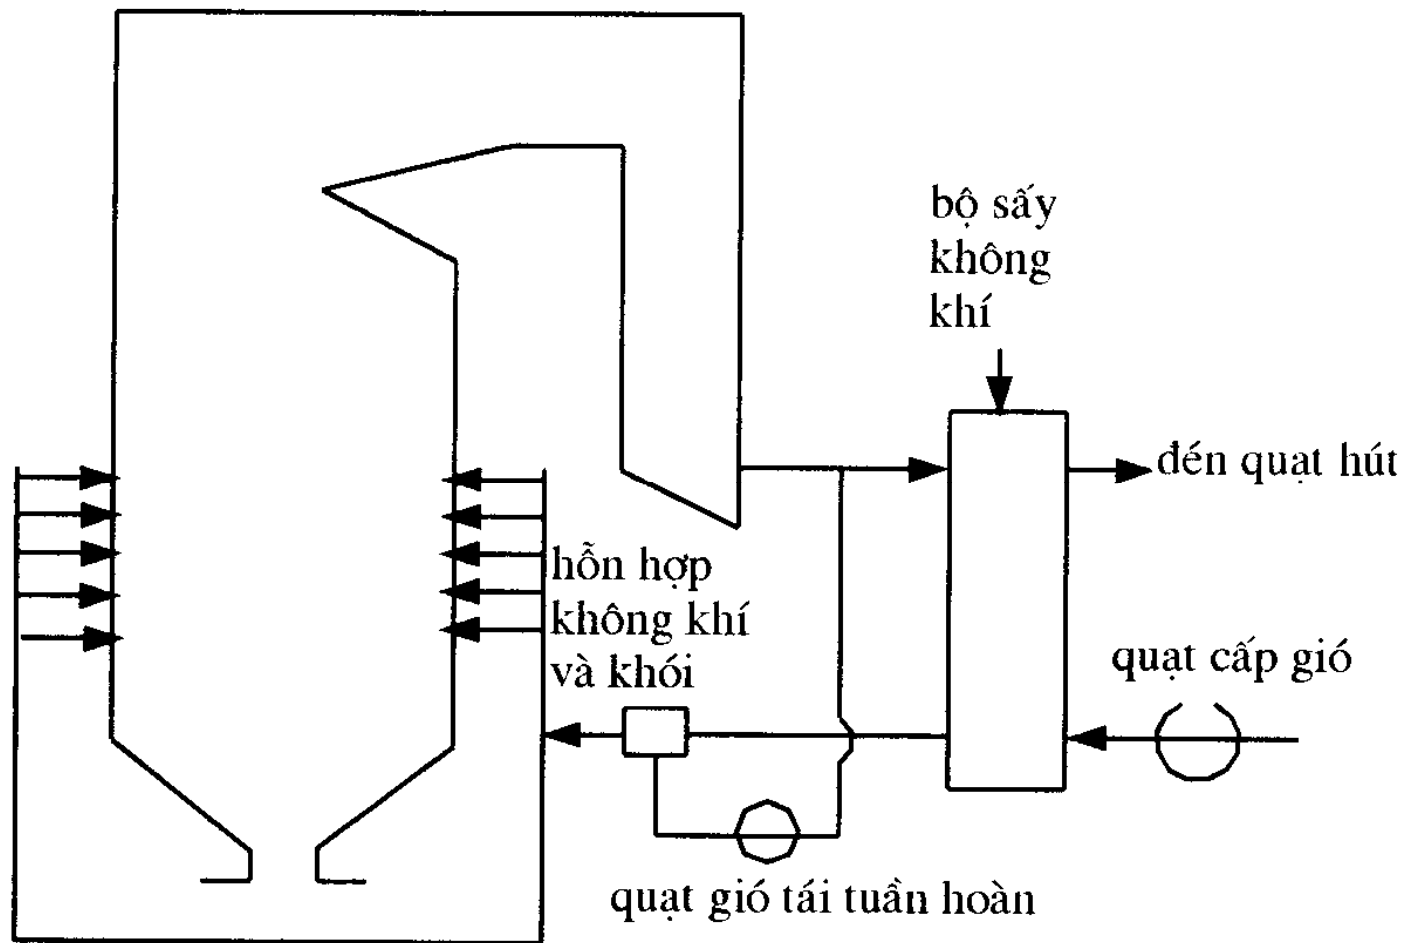 bộ sấy
không
khí
đén quạt hút
hỗn hợp
không khí
và khói
quạt cấp gió
quạt gió tái tuần hoàn